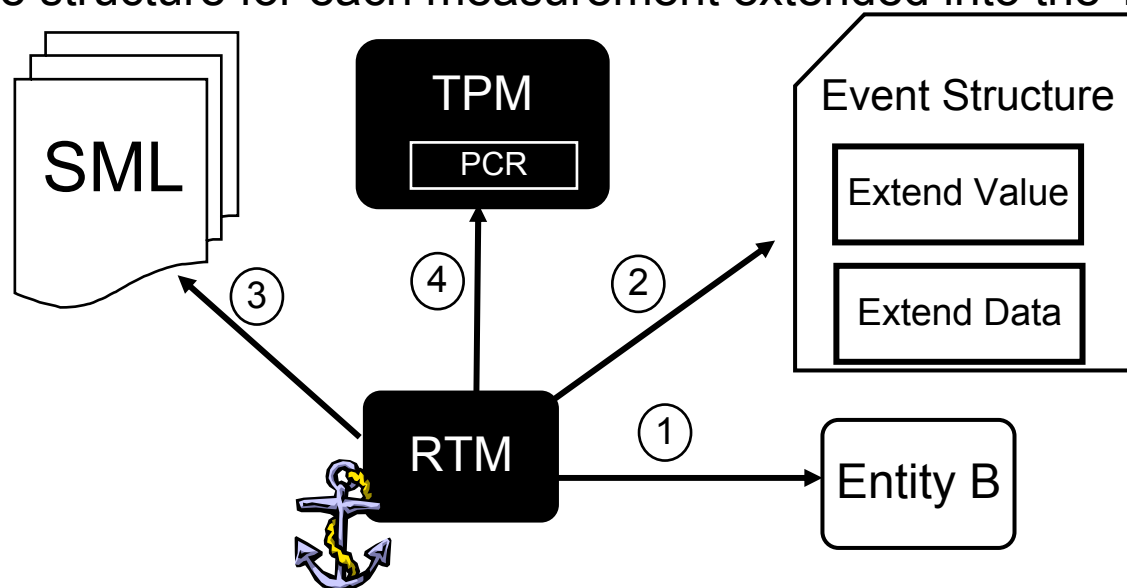 structure for each measurement extended into the
SML
TPM
PCR
Event Structure
Extend Value
Extend Data
3
4
2
1
RTM
Entity B